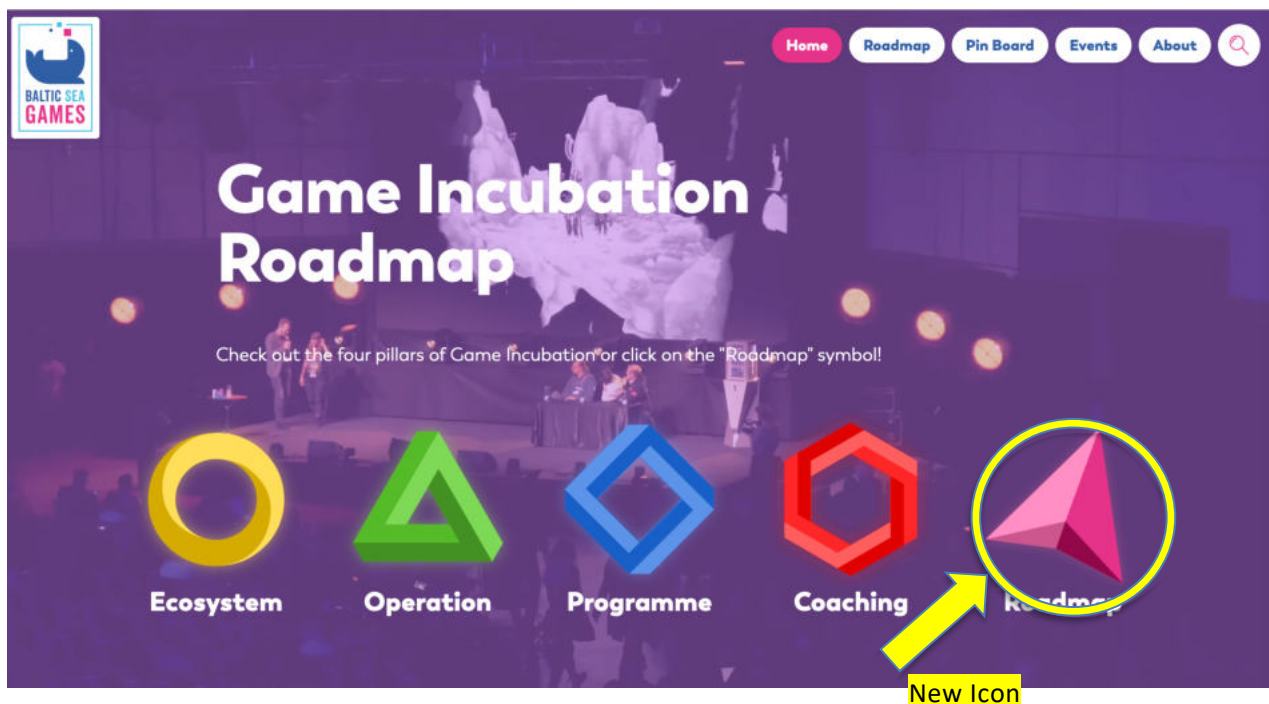 BALTIC SEA
GAMES
Home
Roadmap
Pin Board
Events
About
Game Incubation
Roadmap
Check out the four pillars of Game Incubation or click on the "Roadmap" symbol!
Ecosystem
Operation
Programme
Coaching
Roadmap
New Icon